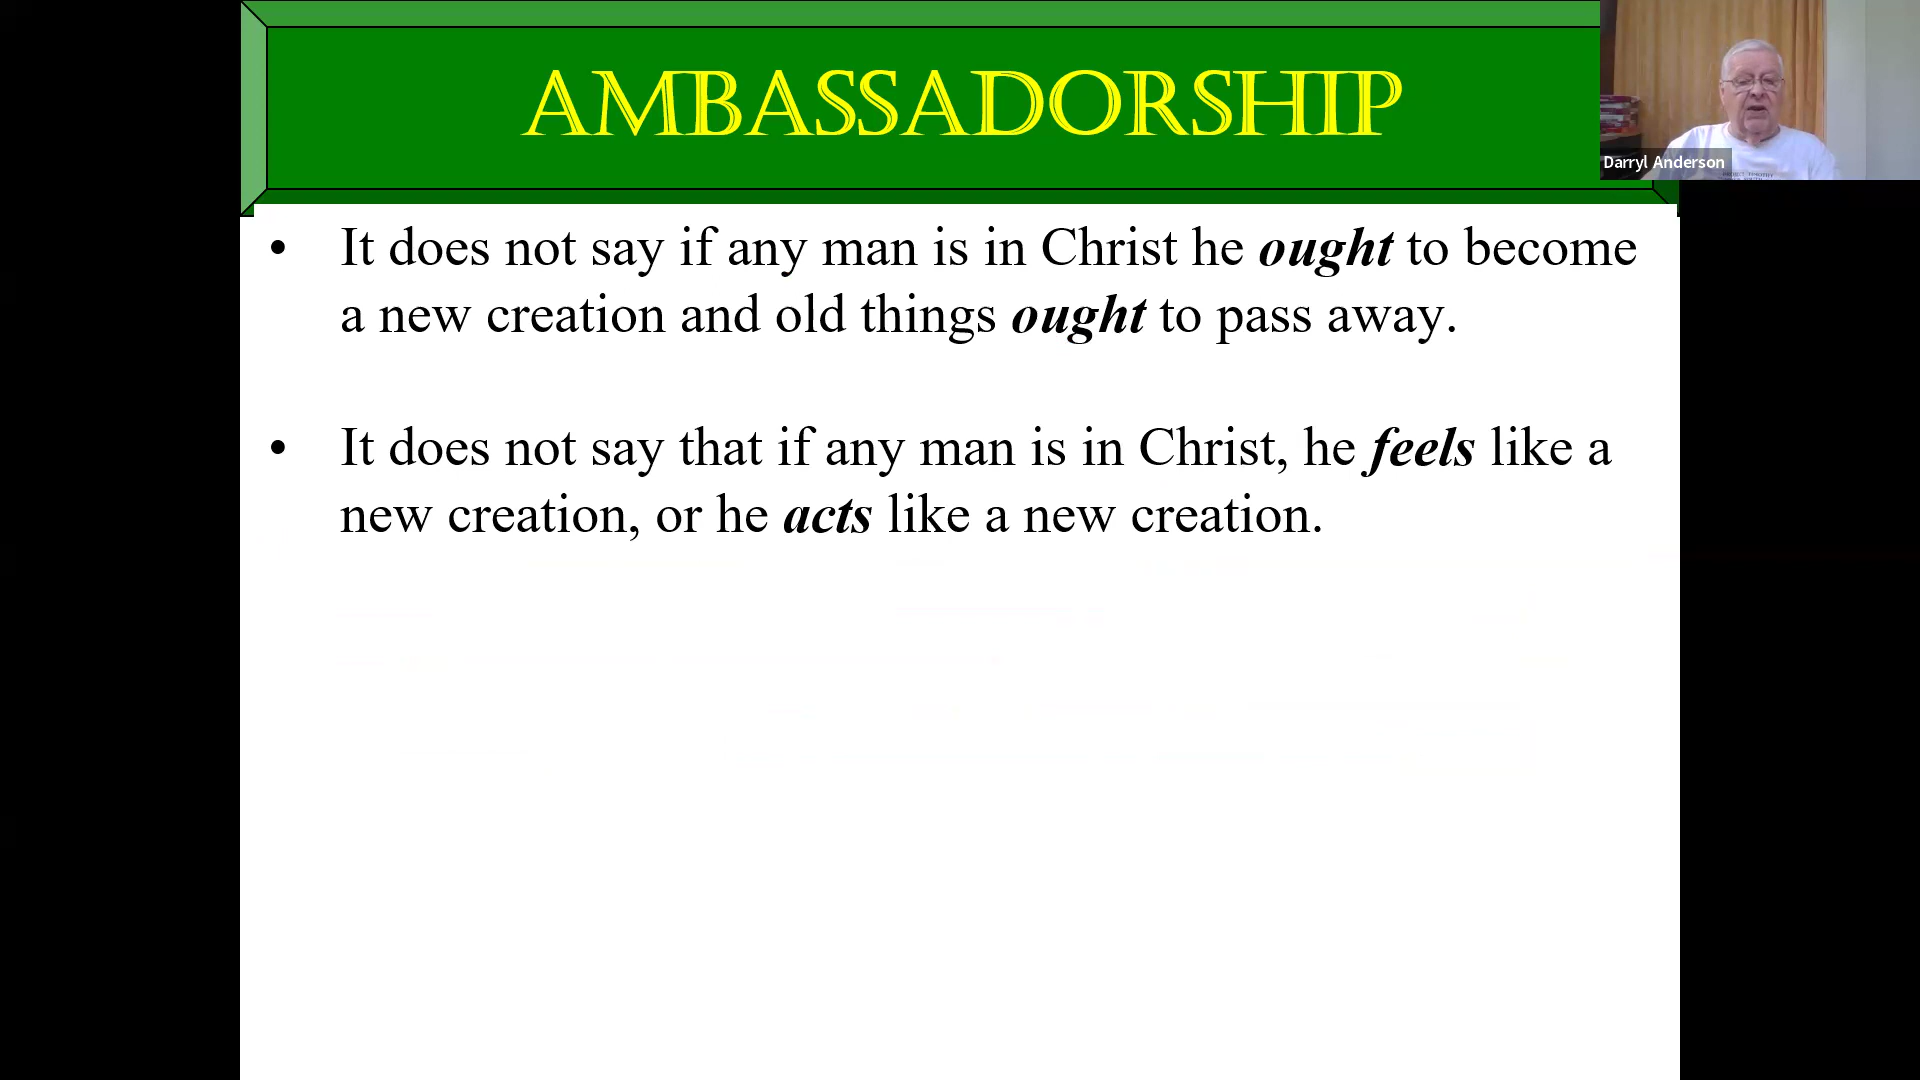 AMBASSADORSHIP
Darryl Anderson
• It does not say if any man is in Christ he ought to become
a new creation and old things ought to pass away.
• It does not say that if any man is in Christ, he feels like a
new creation, or he acts like a new creation.